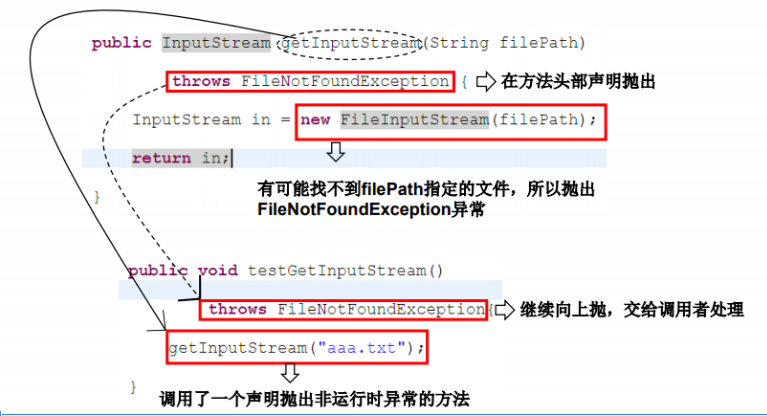 public InputStream getInputStream(String filePath)
throws FileNotFoundException { 在方法头部声明抛出
InputStream in = new FileInputStream(filePath);
return in;
有可能找不到filePath指定的文件，所以抛出
FileNotFoundException异常
}
public void testGetInputStream()
throws FileNotFoundException{ 继续向上抛，交给调用者处理
getInputStream("aaa.txt");
}
调用了一个声明抛出非运行时异常的方法